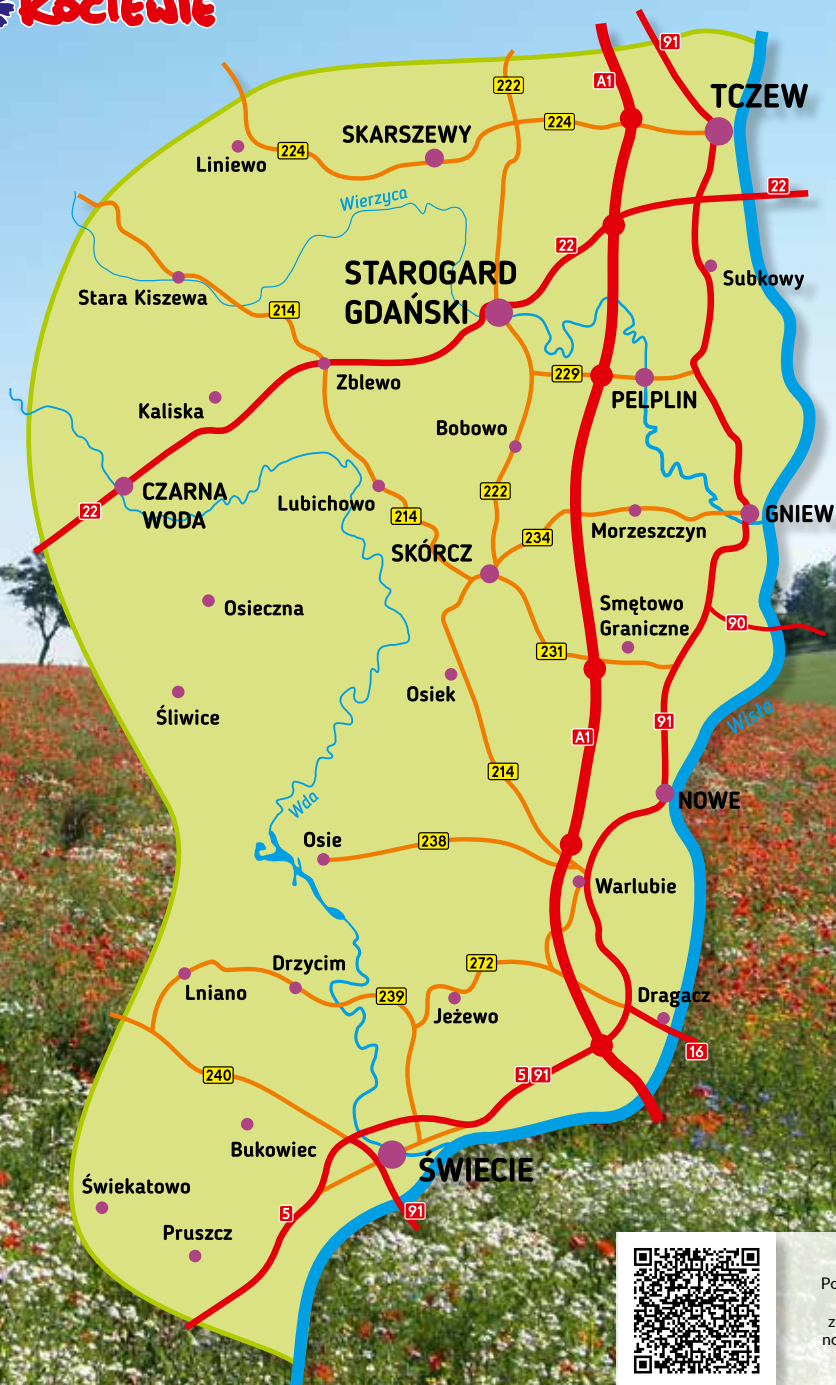 KOCIEWIE
91
A1
TCZEW
222
224
SKARSZEWY
224
Liniewo
22
Wierzyca
22
Subkowy
STAROGARD
GDAŃSKI
Stara Kiszewa
214
229
Zblewo
PELPLIN
Kaliska
Bobowo
CZARNA
WODA
22
Lubichowo
222
214
Morzeszczyn
GNIEW
234
SKÓRCZ
Smętowo
Graniczne
Osieczna
90
231
Osiek
Śliwice
91
Wisła
A1
214
NOWE
Wda
Osie
238
Warlubie
Drzycim
272
Lniano
239
Dragacz
Jeżewo
16
240
5 91
Bukowiec
ŚWIECIE
Świekatowo
5
91
Pruszcz